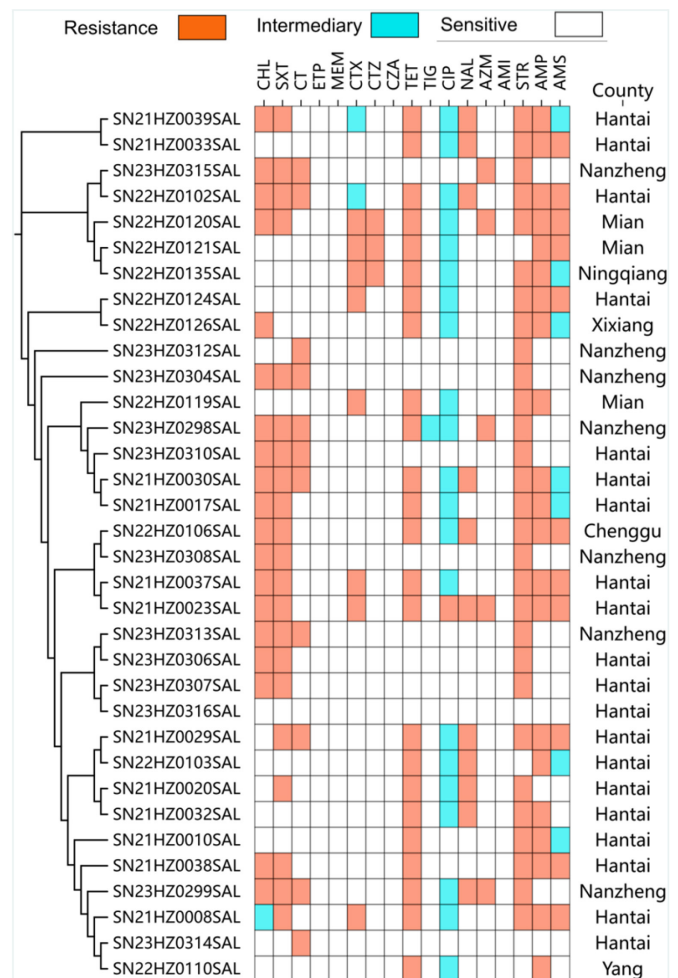 Resistance Intermediary Sensitive
CHL SXT CT ETP MEM CTX CTZ CZA TET TIG CIP NAL AZM AMI STR AMP AMS County
SN21HZ0039SAL Hantai
SN21HZ0033SAL Hantai
SN23HZ0315SAL Nanzheng
SN22HZ0102SAL Hantai
SN22HZ0120SAL Mian
SN22HZ0121SAL Mian
SN22HZ0135SAL Ningqiang
SN22HZ0124SAL Hantai
SN22HZ0126SAL Xixiang
SN23HZ0312SAL Nanzheng
SN23HZ0304SAL Nanzheng
SN22HZ0119SAL Mian
SN23HZ0298SAL Nanzheng
SN23HZ0310SAL Hantai
SN21HZ0030SAL Hantai
SN21HZ0017SAL Hantai
SN22HZ0106SAL Chenggu
SN23HZ0308SAL Nanzheng
SN21HZ0037SAL Hantai
SN21HZ0023SAL Hantai
SN23HZ0313SAL Nanzheng
SN23HZ0306SAL Hantai
SN23HZ0307SAL Hantai
SN23HZ0316SAL Hantai
SN21HZ0029SAL Hantai
SN22HZ0103SAL Hantai
SN21HZ0020SAL Hantai
SN21HZ0032SAL Hantai
SN21HZ0010SAL Hantai
SN21HZ0038SAL Hantai
SN23HZ0299SAL Nanzheng
SN21HZ0008SAL Hantai
SN23HZ0314SAL Hantai
SN22HZ0110SAL Yang